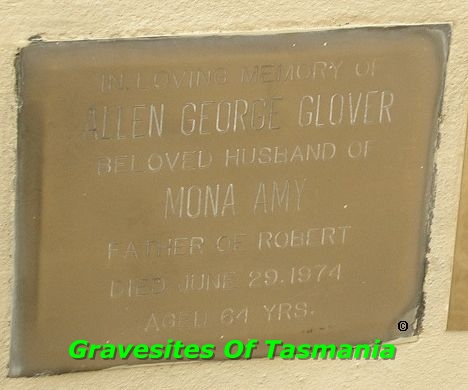 IN LOVING MEMORY OF
ALLEN GEORGE GLOVER
BELOVED HUSBAND OF
MONA AMY
FATHER OF ROBERT
DIED JUNE 29.1974
AGED 64 YRS.
©
Gravesites Of Tasmania